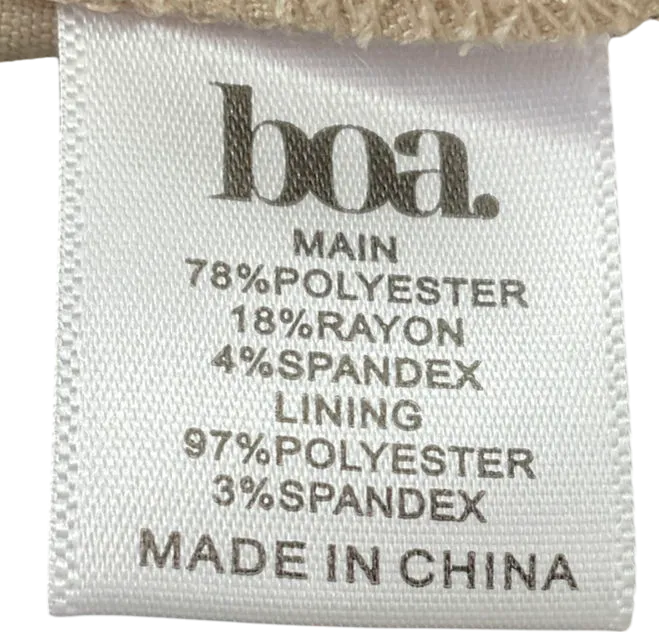 boa.
MAIN
78%POLYESTER
18%RAYON
4%SPANDEX
LINING
97%POLYESTER
3%SPANDEX
MADE IN CHINA